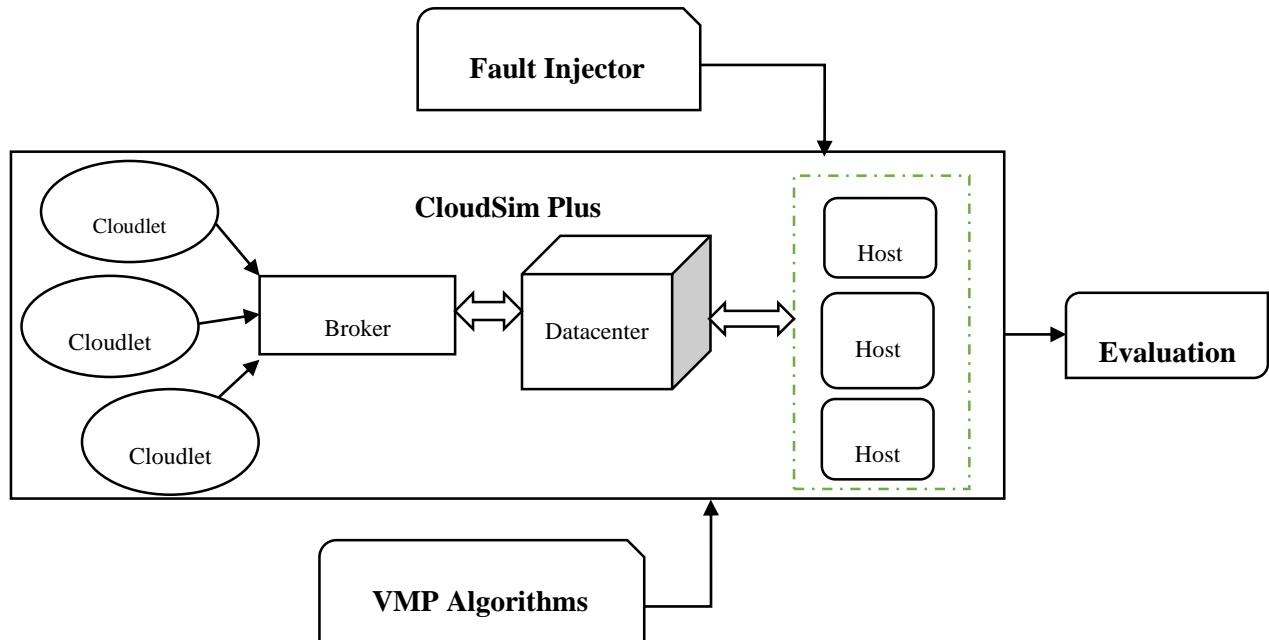 Fault Injector
CloudSim Plus
Cloudlet
Cloudlet
Cloudlet
Broker
Datacenter
Host
Host
Host
Evaluation
VMP Algorithms